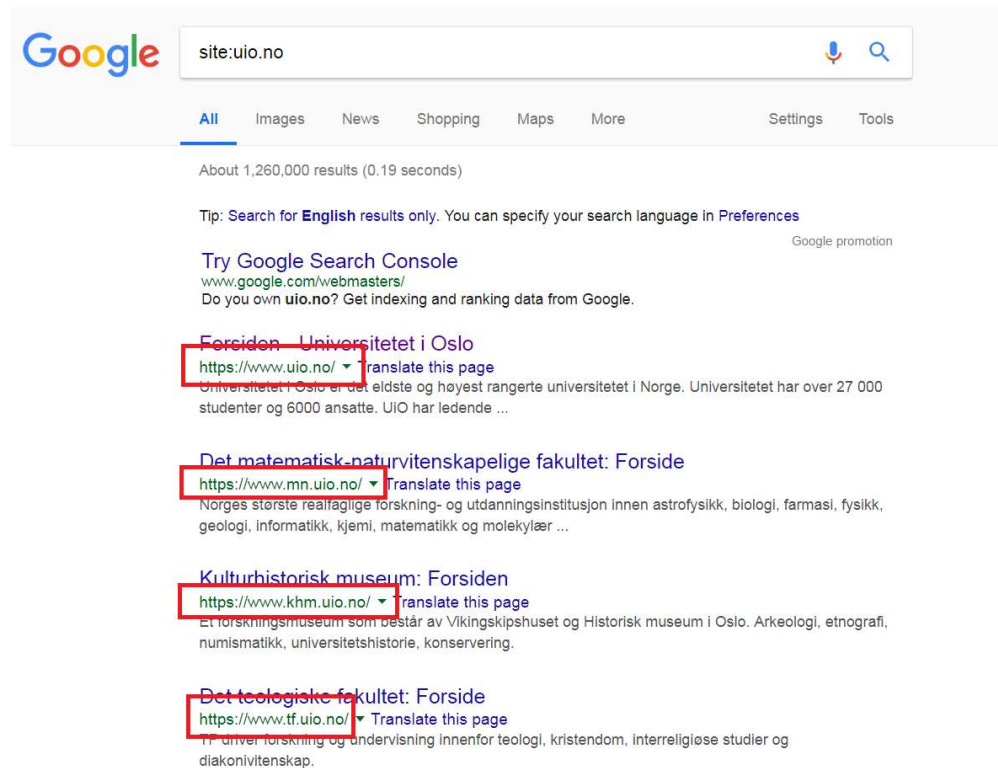 Google
site:uio.no
All Images News Shopping Maps More Settings Tools
About 1,260,000 results (0.19 seconds)
Tip: Search for English results only. You can specify your search language in Preferences
Google promotion
Try Google Search Console
www.google.com/webmasters/
Do you own uio.no? Get indexing and ranking data from Google.
Forsiden - Universitetet i Oslo
https://www.uio.no/ Translate this page
Universitetet i Oslo er det eldste og høyest rangerte universitetet i Norge. Universitetet har over 27 000
studenter og 6000 ansatte. UiO har ledende ...
Det matematisk-naturvitenskapelige fakultet: Forside
https://www.mn.uio.no/ Translate this page
Norges største realfaglige forskning- og utdanningsinstitusjon innen astrofysikk, biologi, farmasi, fysikk,
geologi, informatikk, kjemi, matematikk og molekylær ...
Kulturhistorisk museum: Forsiden
https://www.khm.uio.no/ Translate this page
Et forskningsmuseum som består av Vikingskipshuset og Historisk museum i Oslo. Arkeologi, etnografi,
numismatikk, universitetshistorie, konservering.
Det teologiske fakultet: Forside
https://www.tf.uio.no/ Translate this page
TF driver forskning og undervisning innenfor teologi, kristendom, interreligiøse studier og
diakonivitenskap.